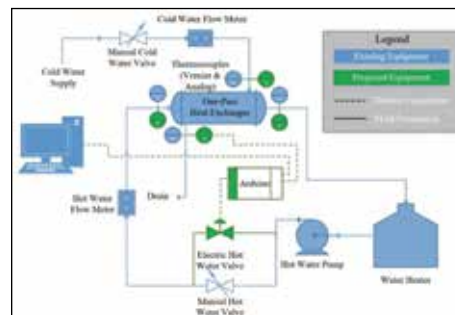 Cold Water Flow Meter
Legend
Manual Cold
Water Valve
Existing Equipment
Thermocouples
(Vernier &
Analog)
Cold Water
Supply
Proposed Equipment
One-Pass
Heat Exchanger
Drain
Arduino
Hot Water
Flow Meter
Electric Hot
Water Valve
Hot Water Pump
Manual Hot
Water Valve
Water Heater